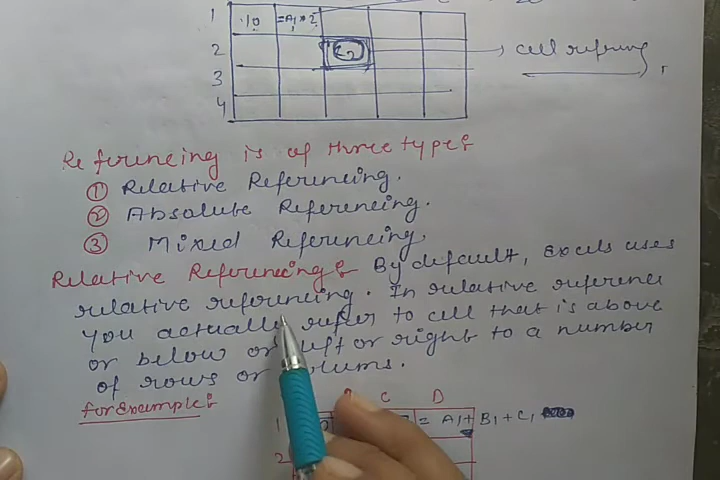 1 10 =A1*2
2 C2 → cell refering
3
4
Referencing is of three types
① Relative Referencing.
② Absolute Referencing.
③ Mixed Referencing,
Relative Referencing: By default, Excels uses
relative referencing. In relative reference
you actually refer to cell that is above
or below or left or right to a number
of rows or colums.
for Example:
C D
1 = A1+ B1 + C1
2